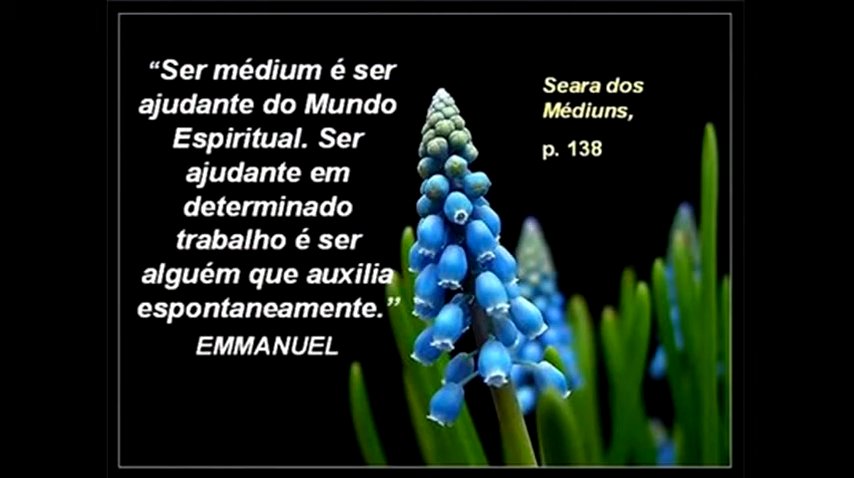 “Ser médium é ser
ajudante do Mundo
Espiritual. Ser
ajudante em
determinado
trabalho é ser
alguém que auxilia
espontaneamente.”
EMMANUEL
Seara dos
Médiuns,
p. 138